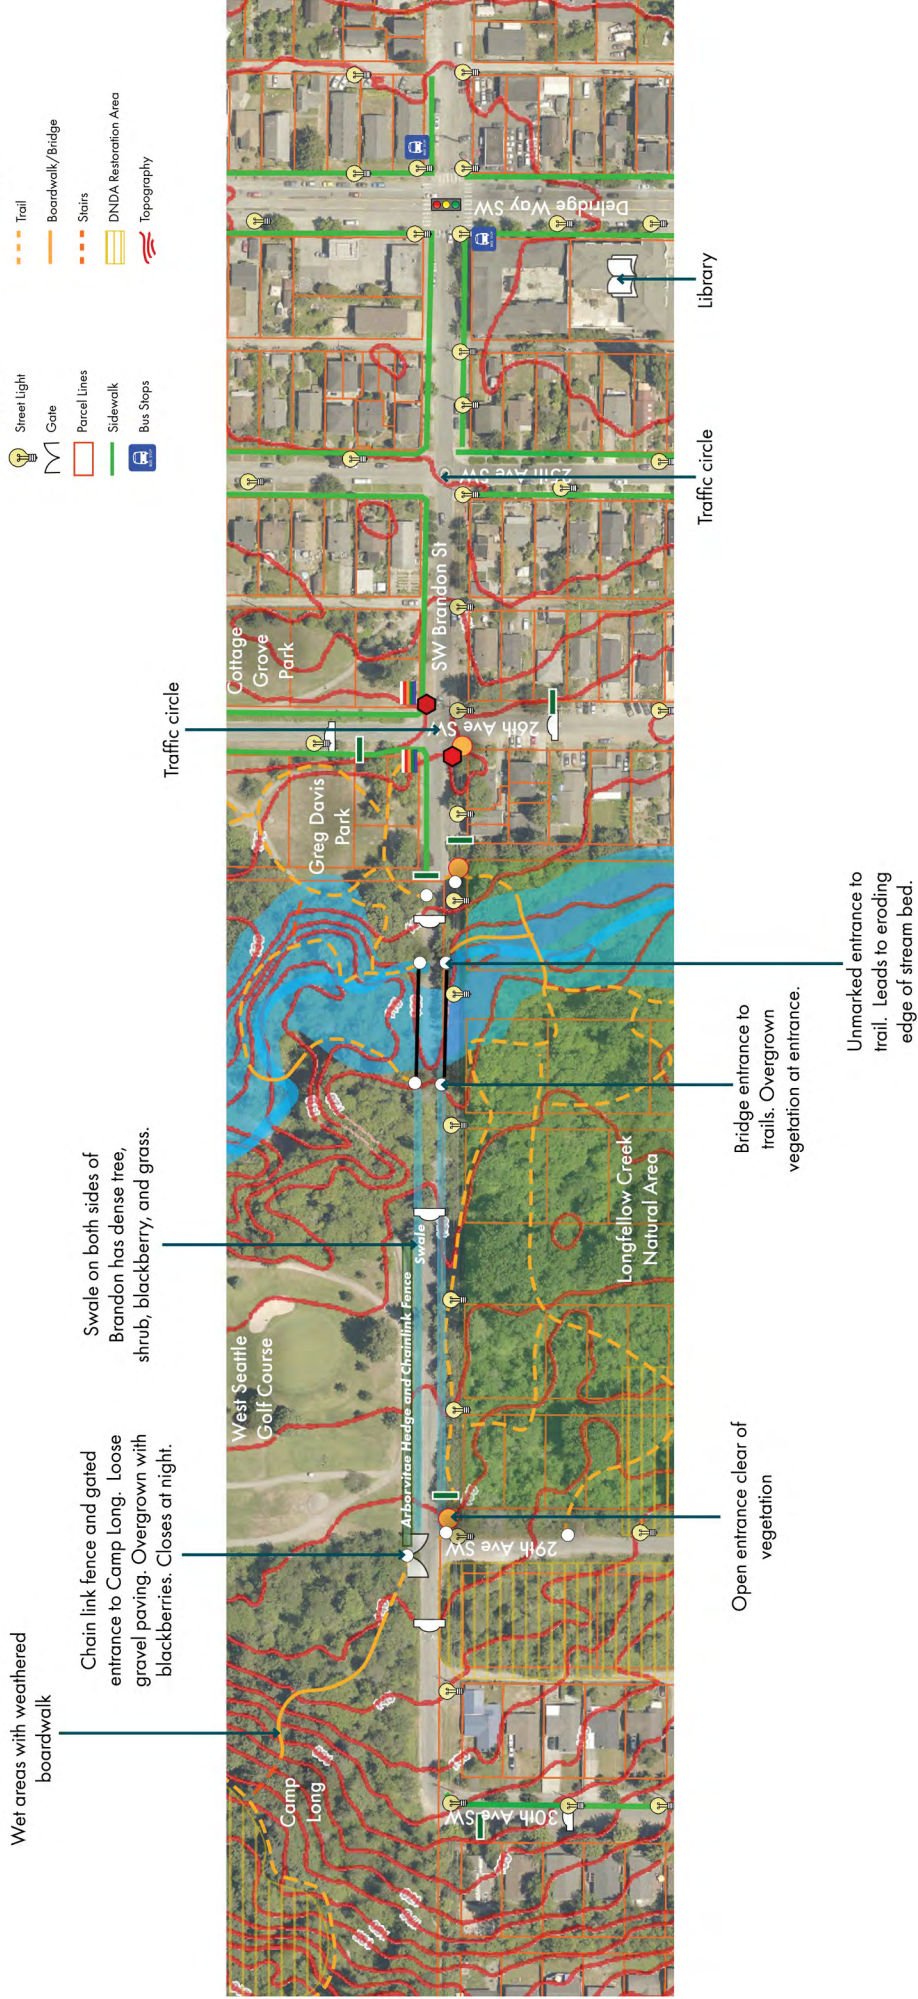 Street Light
Gate
Parcel Lines
Sidewalk
Bus Stops
Trail
Boardwalk/Bridge
Stairs
DNDA Restoration Area
Topography
Wet areas with weathered
boardwalk
Chain link fence and gated
entrance to Camp Long. Loose
gravel paving. Overgrown with
blackberries. Closes at night.
Swale on both sides of
Brandon has dense tree,
shrub, blackberry, and grass.
Traffic circle
Camp
Long
West Seattle
Golf Course
Greg Davis
Park
Cottage
Grove
Park
Arborvitae Hedge and Chainlink Fence
Swale
SW Brandon St
30th Ave SW
29th Ave SW
26th Ave SW
25th Ave SW
Delridge Way SW
Longfellow Creek
Natural Area
Open entrance clear of
vegetation
Bridge entrance to
trails. Overgrown
vegetation at entrance.
Unmarked entrance to
trail. Leads to eroding
edge of stream bed.
Traffic circle
Library